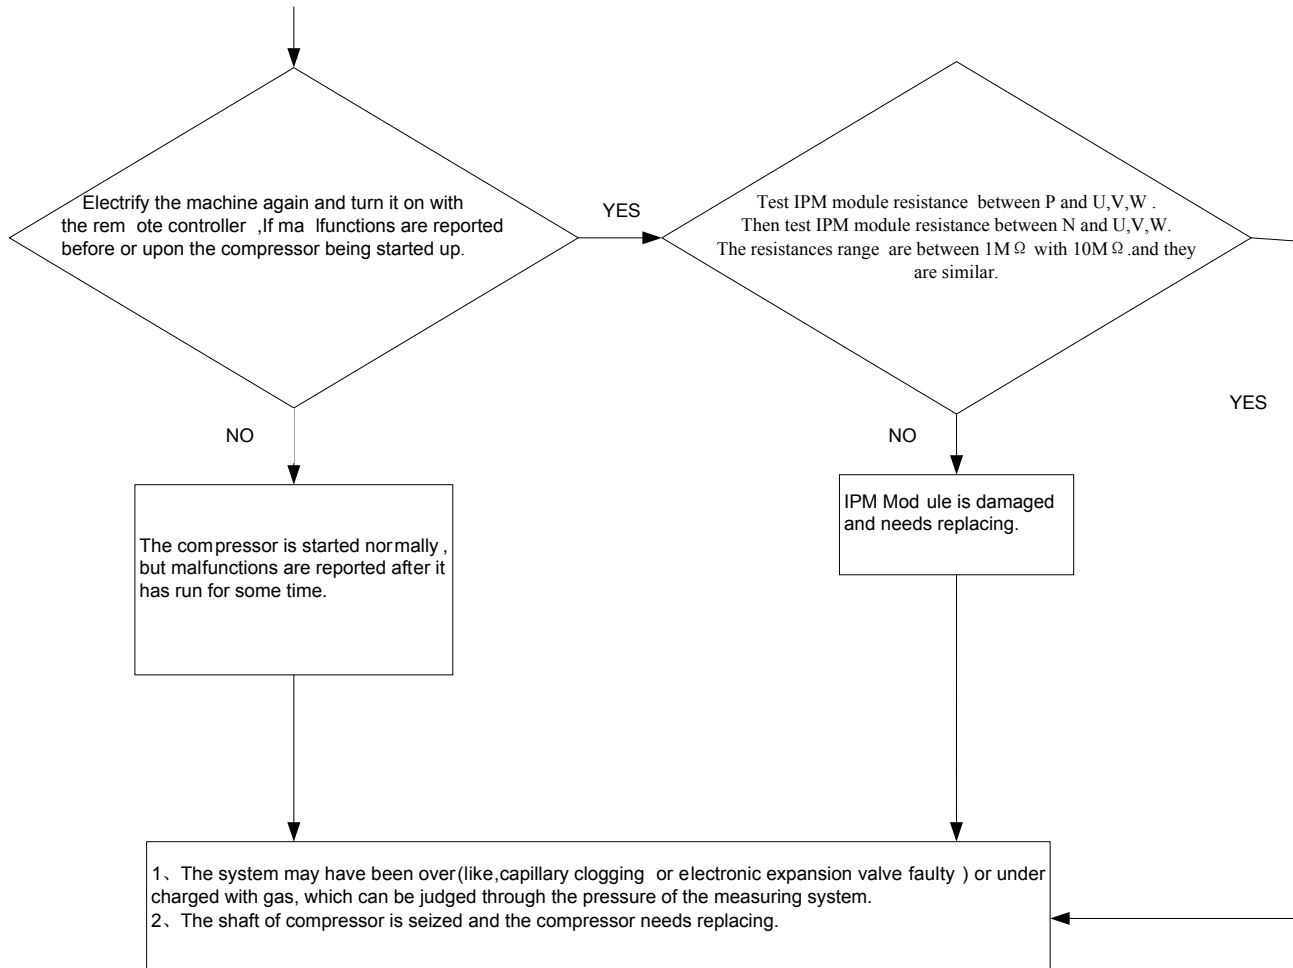 Electrify the machine again and turn it on with
the rem ote controller ,If ma lfunctions are reported
before or upon the compressor being started up.
YES
Test IPM module resistance between P and U,V,W .
Then test IPM module resistance between N and U,V,W.
The resistances range are between 1MΩ with 10MΩ.and they
are similar.
YES
NO
NO
The compressor is started normally ,
but malfunctions are reported after it
has run for some time.
IPM Mod ule is damaged
and needs replacing.
1、The system may have been over(like,capillary clogging or electronic expansion valve faulty ) or under
charged with gas, which can be judged through the pressure of the measuring system.
2、The shaft of compressor is seized and the compressor needs replacing.